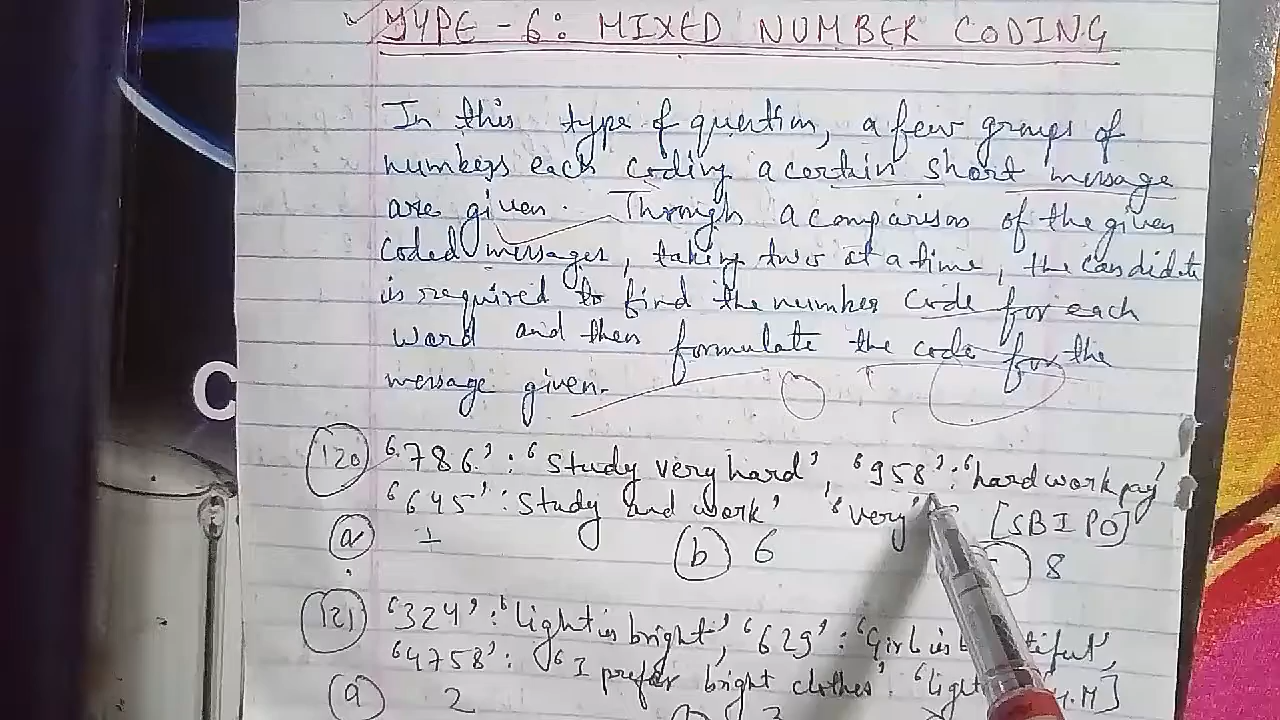 TYPE - 6: MIXED NUMBER CODING
In this type of question, a few groups of
numbers each coding a certain short message
are given. Through a comparison of the given
coded messages, taking two at a time, the candidate
is required to find the number code for each
word and then formulate the code for the
message given.
C
(120) '786': 'Study very hard', '958': 'hard work pay'
'645': Study and work' 'very' [SBI PO]
(a) 1 (b) 6 8
(121) '324': 'light is bright', '629': 'Girl is
'4758': 'I prefer bright clothes'. 'light
(a) 2